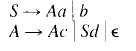 S → Aa | b
A → Ac | Sd | ϵ